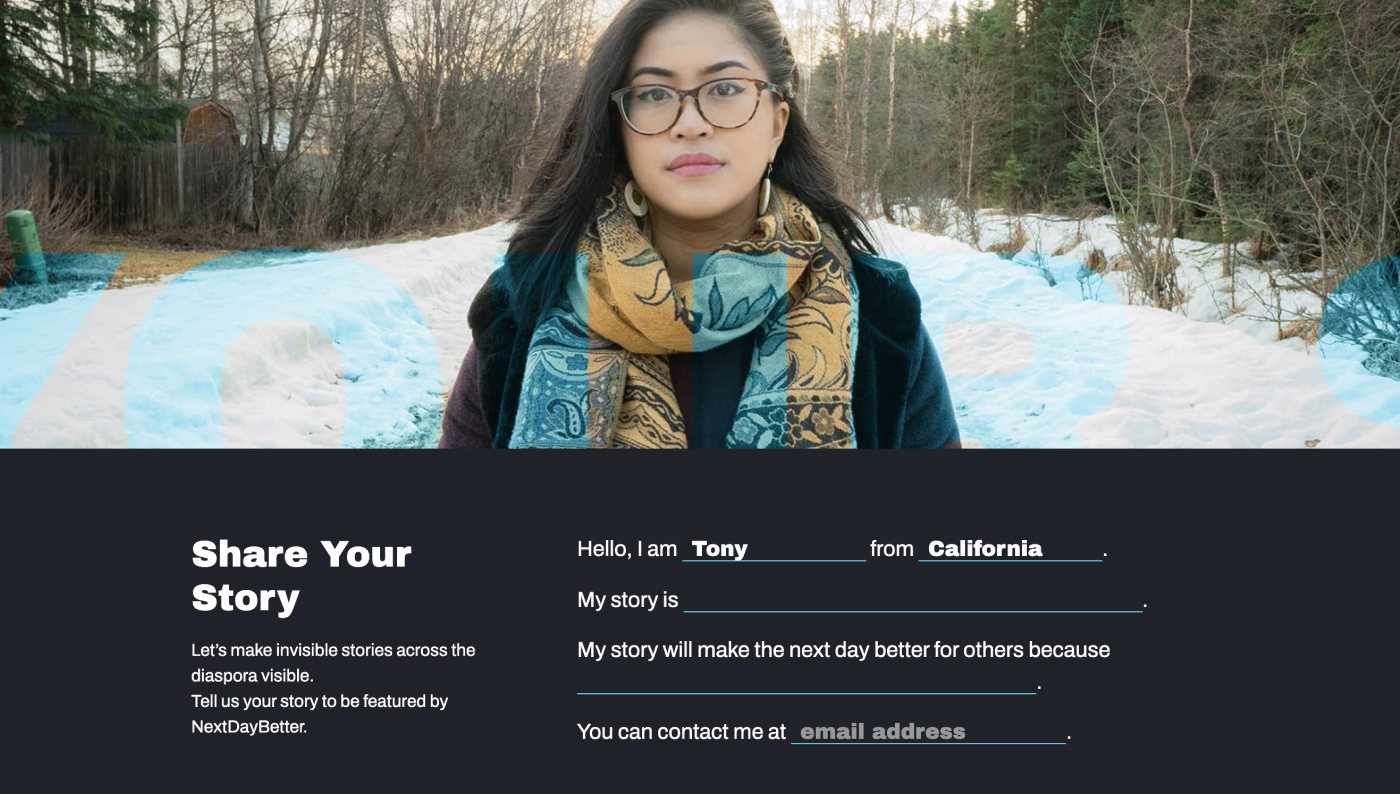 Share Your
Story
Let’s make invisible stories across the
diaspora visible.
Tell us your story to be featured by
NextDayBetter.
Hello, I am Tony from California.
My story is .
My story will make the next day better for others because
.
You can contact me at email address.